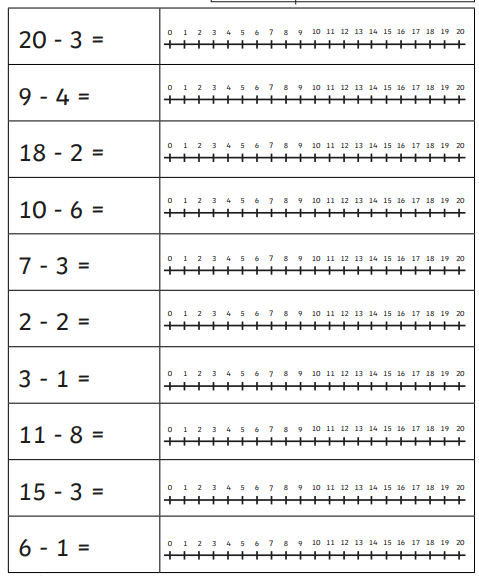 20 - 3 = 0 1 2 3 4 5 6 7 8 9 10 11 12 13 14 15 16 17 18 19 20
9 - 4 = 0 1 2 3 4 5 6 7 8 9 10 11 12 13 14 15 16 17 18 19 20
18 - 2 = 0 1 2 3 4 5 6 7 8 9 10 11 12 13 14 15 16 17 18 19 20
10 - 6 = 0 1 2 3 4 5 6 7 8 9 10 11 12 13 14 15 16 17 18 19 20
7 - 3 = 0 1 2 3 4 5 6 7 8 9 10 11 12 13 14 15 16 17 18 19 20
2 - 2 = 0 1 2 3 4 5 6 7 8 9 10 11 12 13 14 15 16 17 18 19 20
3 - 1 = 0 1 2 3 4 5 6 7 8 9 10 11 12 13 14 15 16 17 18 19 20
11 - 8 = 0 1 2 3 4 5 6 7 8 9 10 11 12 13 14 15 16 17 18 19 20
15 - 3 = 0 1 2 3 4 5 6 7 8 9 10 11 12 13 14 15 16 17 18 19 20
6 - 1 = 0 1 2 3 4 5 6 7 8 9 10 11 12 13 14 15 16 17 18 19 20